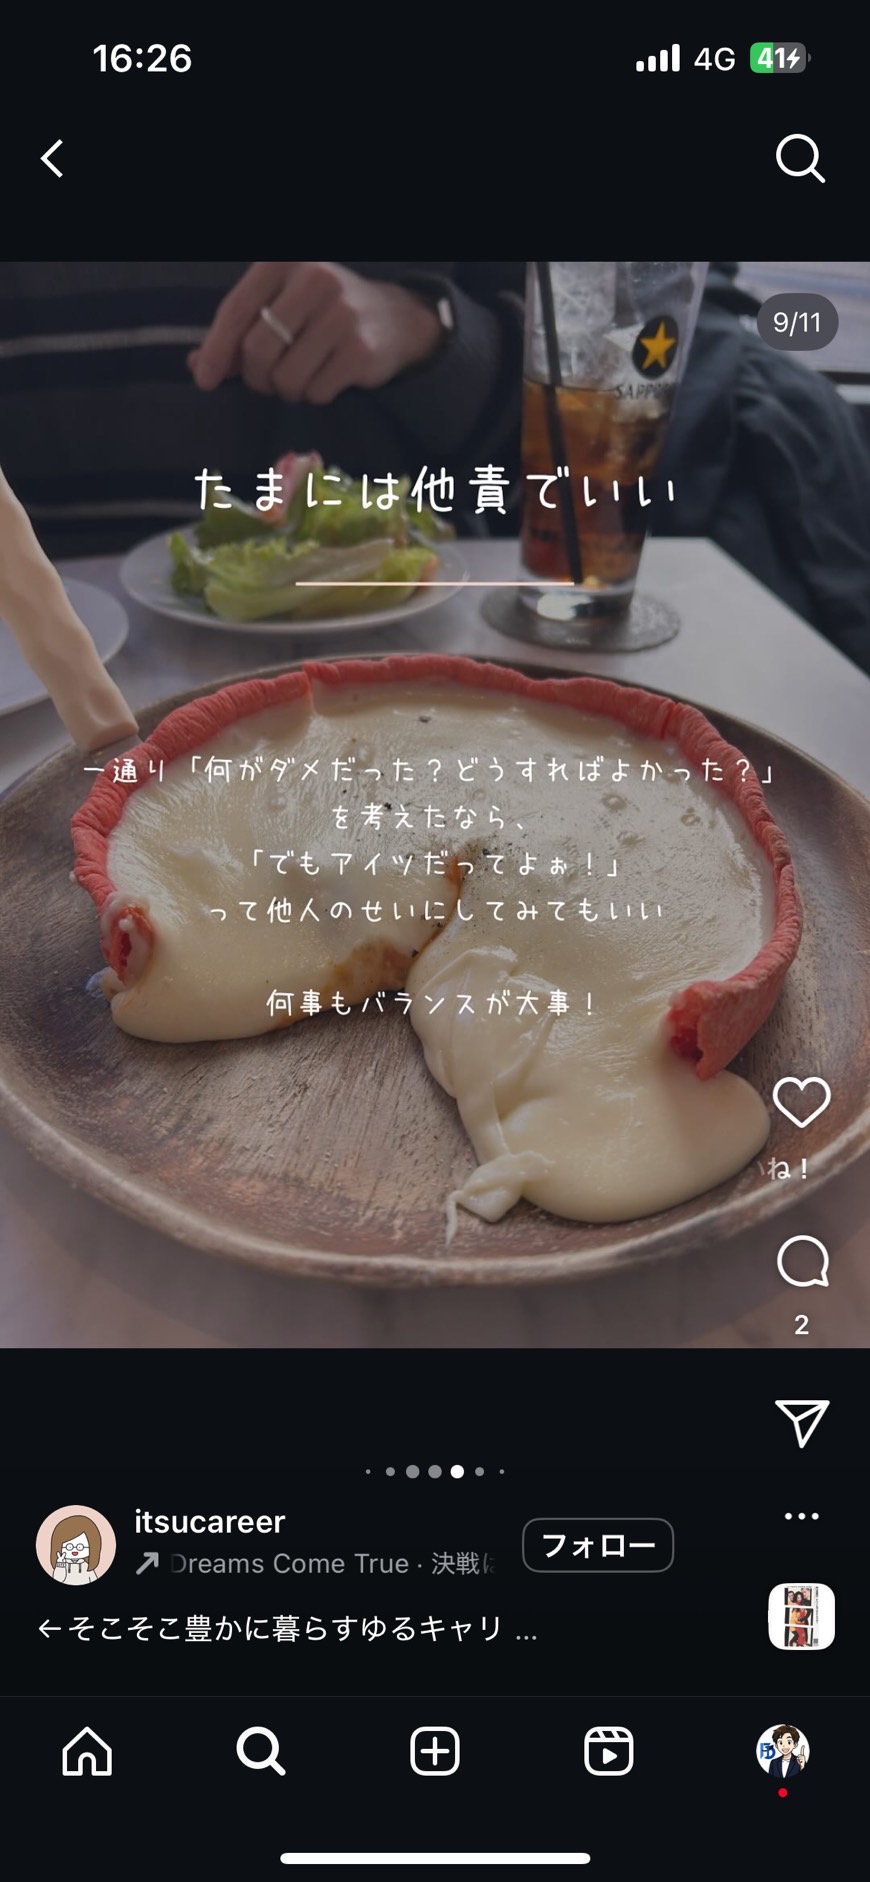 16:26
4G
41
9/11
SAPPORO
たまには他責でいい
一通り「何がダメだった？どうすればよかった？」
を考えたなら、
「でもアイツだってよぉ！」
って他人のせいにしてみてもいい
何事もバランスが大事！
ね！
2
itsucareer
Dreams Come True · 決戦に
フォロー
←そこそこ豊かに暮らすゆるキャリ ...